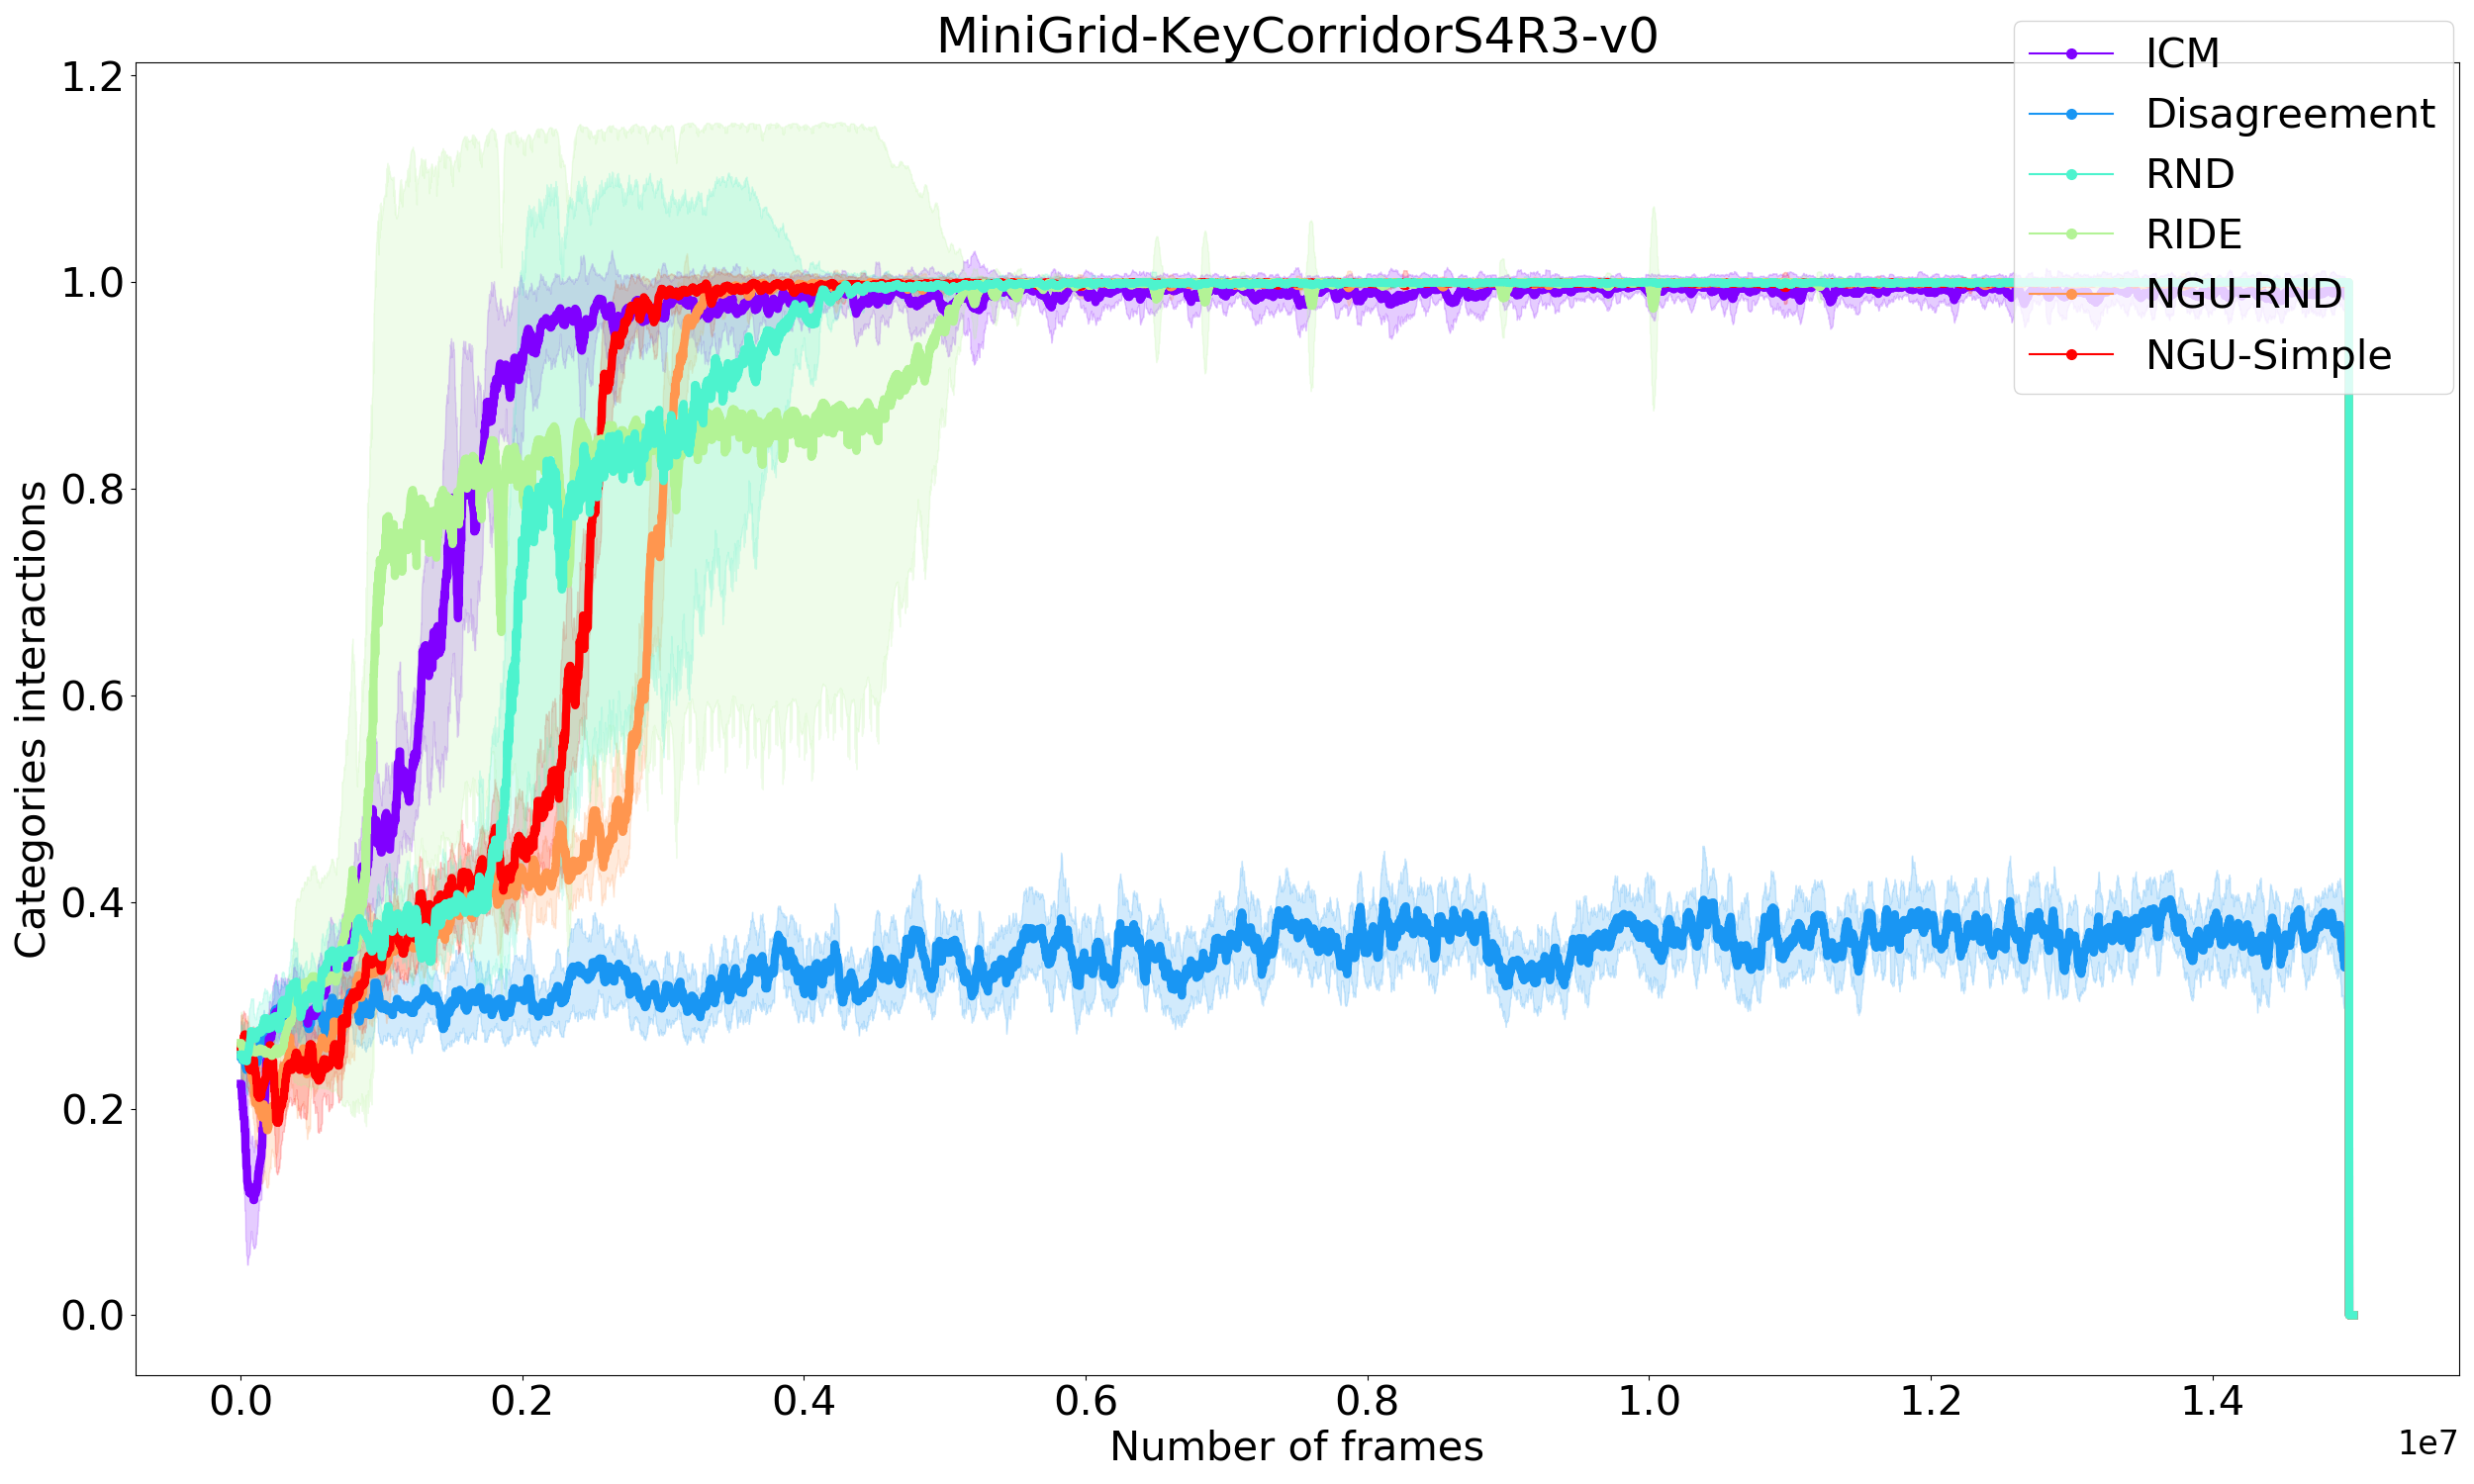 MiniGrid-KeyCorridorS4R3-v0
ICM
Disagreement
RND
RIDE
NGU-RND
NGU-Simple
Categories interactions
1.2
1.0
0.8
0.6
0.4
0.2
0.0
0.0 0.2 0.4 0.6 0.8 1.0 1.2 1.4
1e7
Number of frames